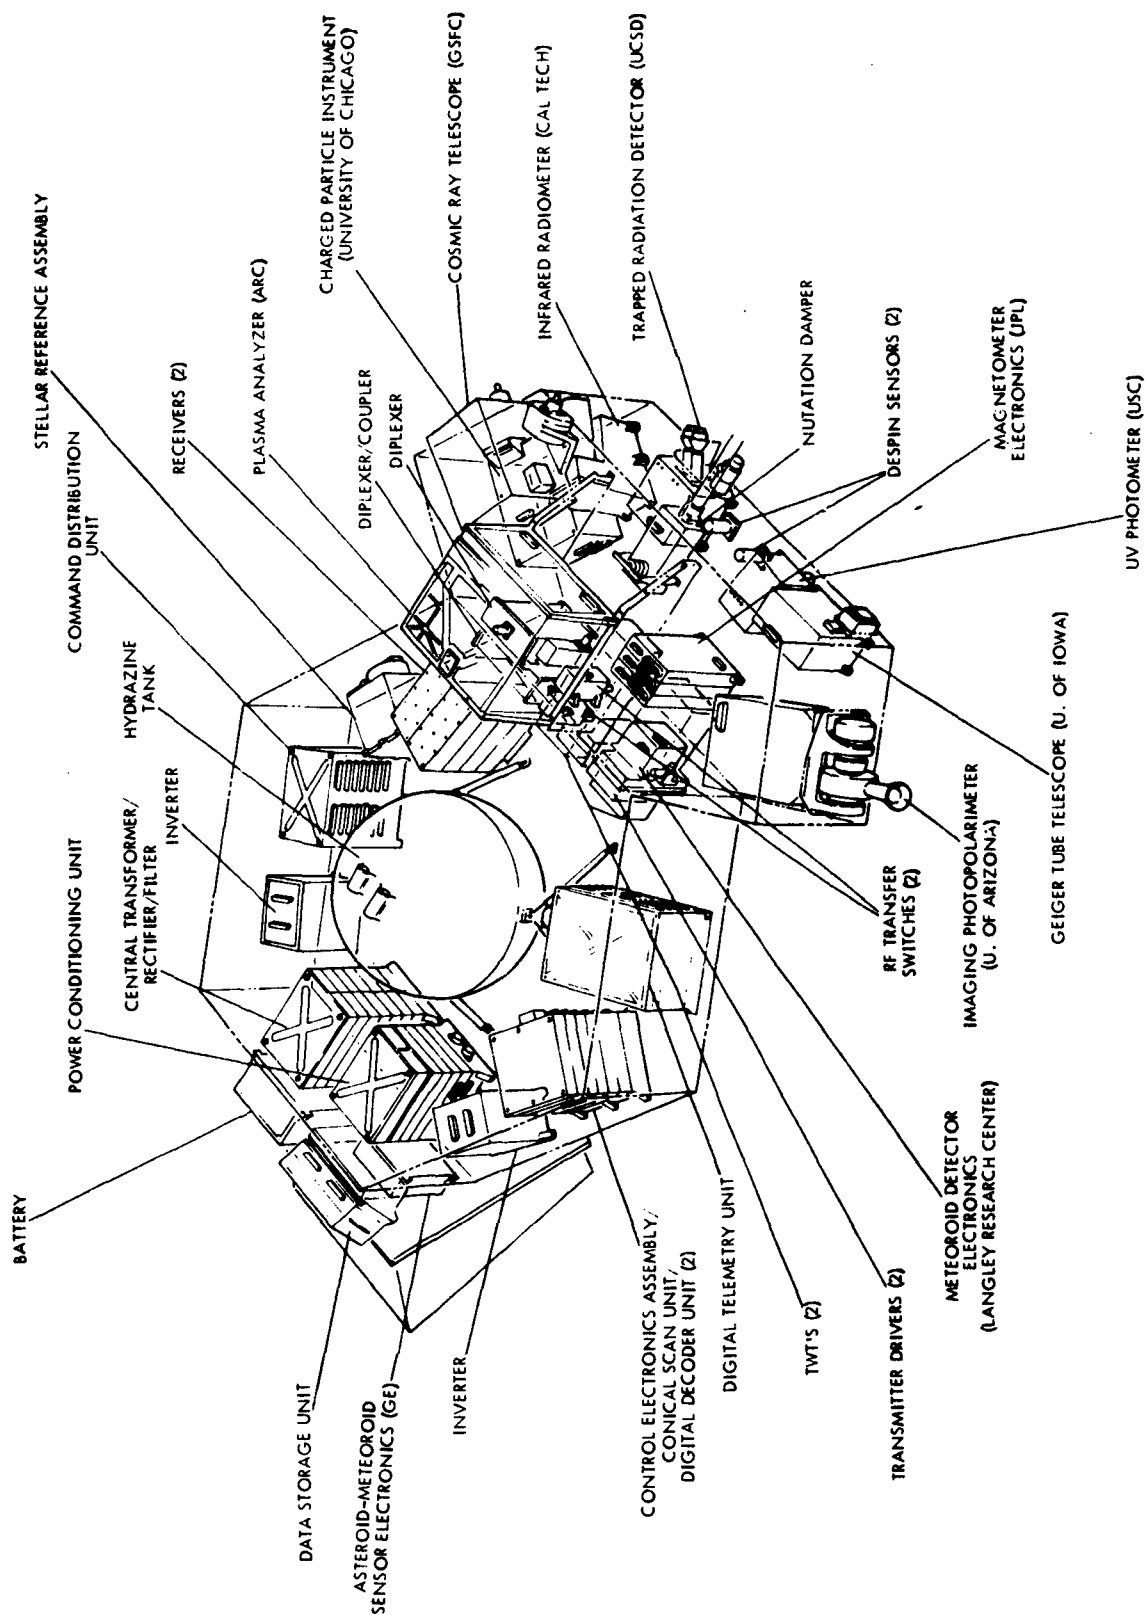 BATTERY
POWER CONDITIONING UNIT
CENTRAL TRANSFORMER/
RECTIFIER/FILTER
INVERTER
HYDRAZINE
TANK
COMMAND DISTRIBUTION
UNIT
STELLAR REFERENCE ASSEMBLY
RECEIVERS (2)
PLASMA ANALYZER (ARC)
DIPLEXER/COUPLER
DIPLEXER
CHARGED PARTICLE INSTRUMENT
(UNIVERSITY OF CHICAGO)
COSMIC RAY TELESCOPE (GSFC)
INFRARED RADIOMETER (CAL TECH)
TRAPPED RADIATION DETECTOR (UCSD)
NUTATION DAMPER
DESPIN SENSORS (2)
MAGNETOMETER
ELECTRONICS (JPL)
UV PHOTOMETER (USC)
GEIGER TUBE TELESCOPE (U. OF IOWA)
IMAGING PHOTOPOLARIMETER
(U. OF ARIZONA)
RF TRANSFER
SWITCHES (2)
METEOROID DETECTOR
ELECTRONICS
(LANGLEY RESEARCH CENTER)
TRANSMITTER DRIVERS (2)
TWT'S (2)
DIGITAL TELEMETRY UNIT
CONTROL ELECTRONICS ASSEMBLY/
CONICAL SCAN UNIT/
DIGITAL DECODER UNIT (2)
INVERTER
ASTEROID-METEOROID
SENSOR ELECTRONICS (GE)
DATA STORAGE UNIT